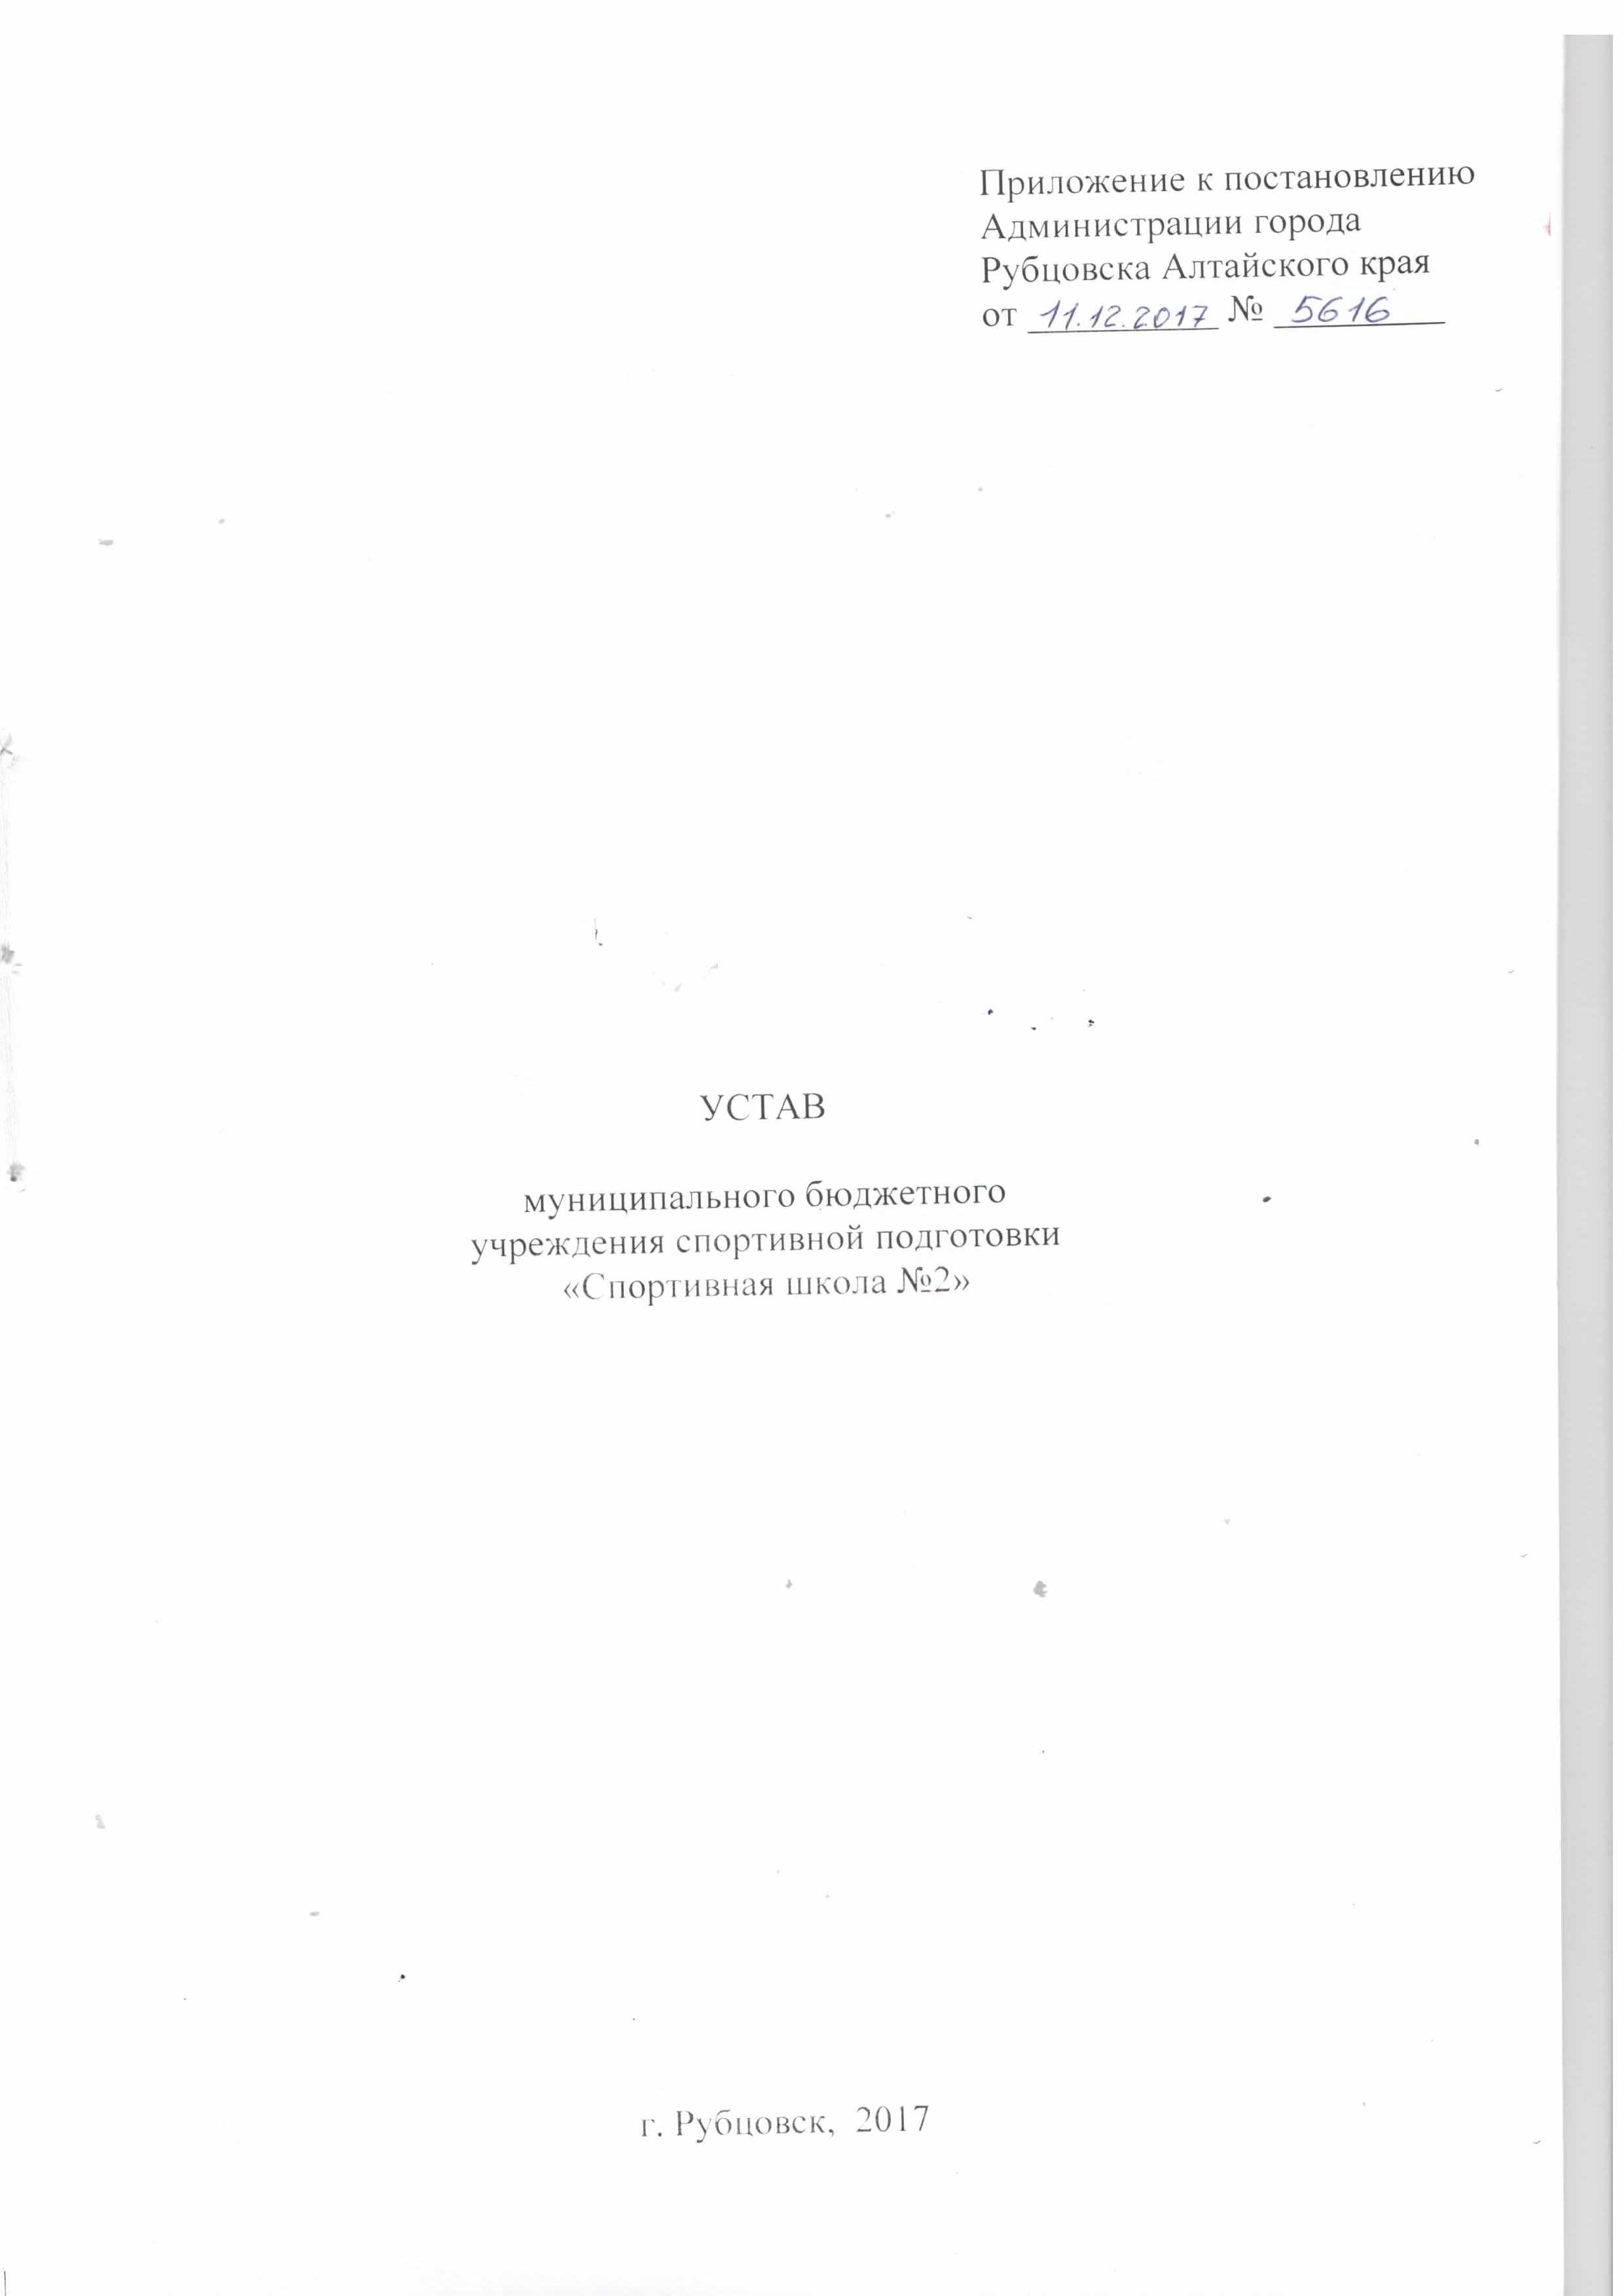 Приложение к постановлению
Администрации города
Рубцовска Алтайского края
от 11.12.2017 № 5616
УСТАВ
муниципального бюджетного
учреждения спортивной подготовки
«Спортивная школа №2»
г. Рубцовск, 2017